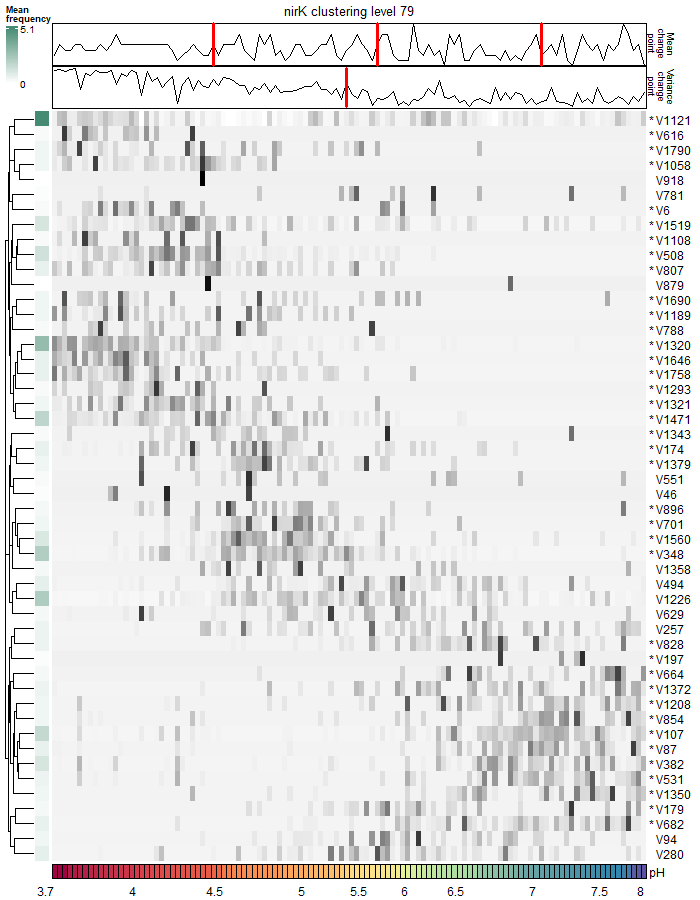 nirK clustering level 79
Mean
frequency
5.1
0
Mean
change
point
Variance
change
point
* V1121
* V616
* V1790
* V1058
V918
V781
* V6
* V1519
* V1108
* V508
* V807
V879
* V1690
* V1189
* V788
* V1320
* V1646
* V1758
* V1293
* V1321
* V1471
* V1343
* V174
* V1379
V551
V46
* V896
* V701
* V1560
* V348
V1358
V494
* V1226
V629
V257
* V828
* V197
* V664
* V1372
* V1208
* V854
* V107
* V87
* V382
* V531
* V1350
* V179
* V682
V94
V280
pH
3.7 4 4.5 5 5.5 6 6.5 7 7.5 8